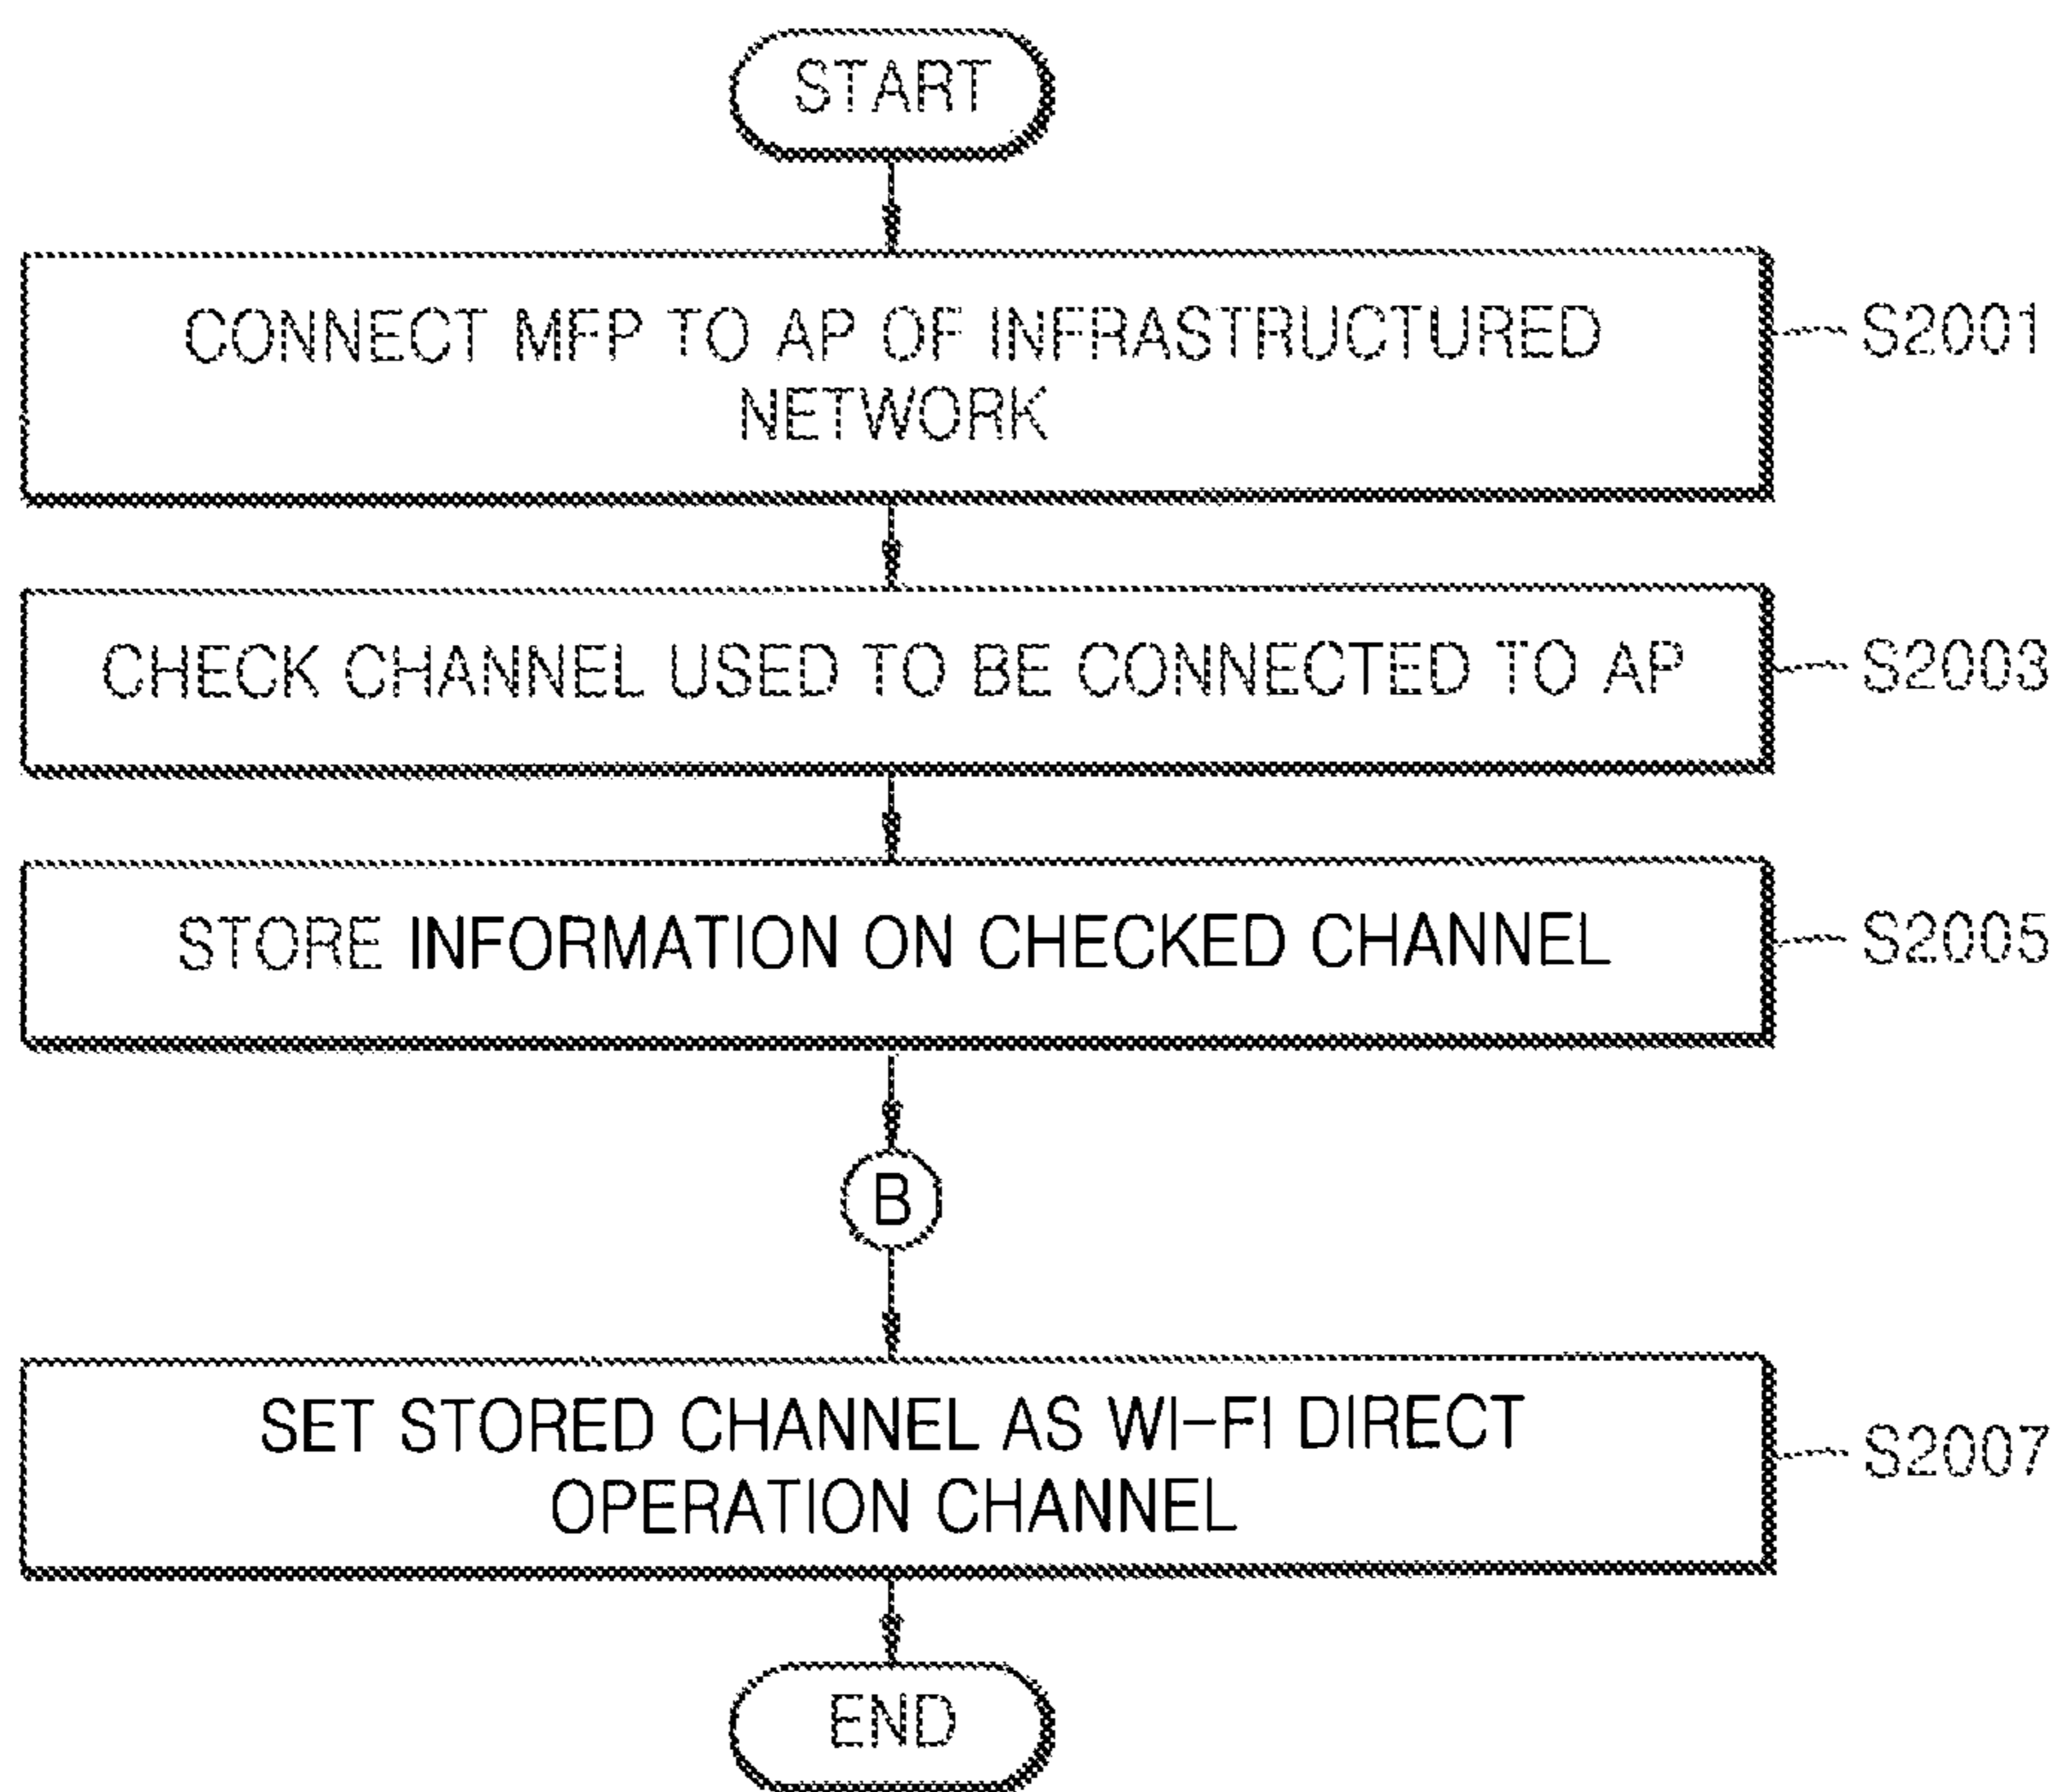 START
CONNECT MFP TO AP OF INFRASTRUCTURED
NETWORK
S2001
CHECK CHANNEL USED TO BE CONNECTED TO AP
S2003
STORE INFORMATION ON CHECKED CHANNEL
S2005
B
SET STORED CHANNEL AS WI-FI DIRECT
OPERATION CHANNEL
S2007
END